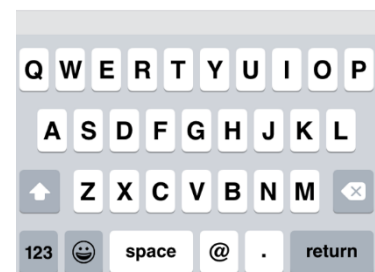 Q W E R T Y U I O P
A S D F G H J K L
Z X C V B N M
123 space @ . return